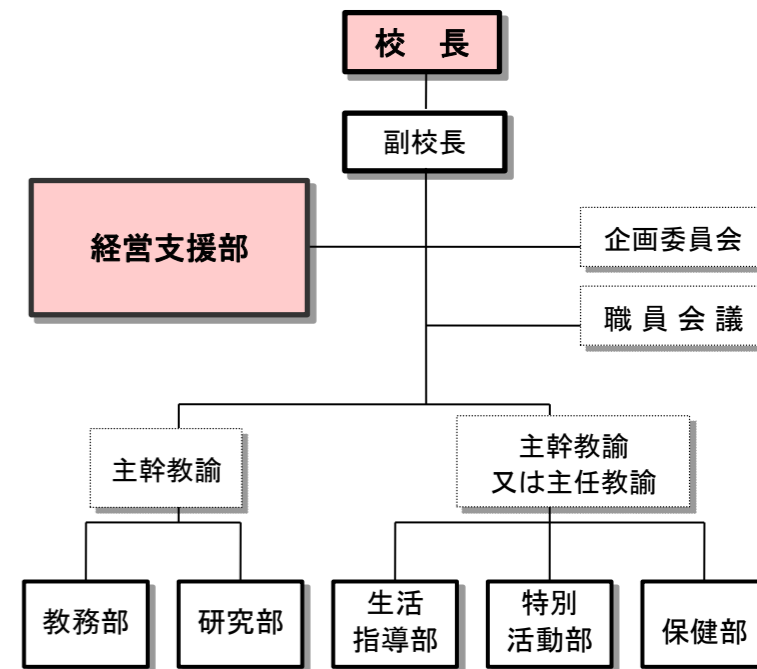 校　長
副校長
経営支援部
企画委員会
職 員 会 議
主幹教諭
主幹教諭
又は主任教諭
教務部
研究部
生活
指導部
特別
活動部
保健部